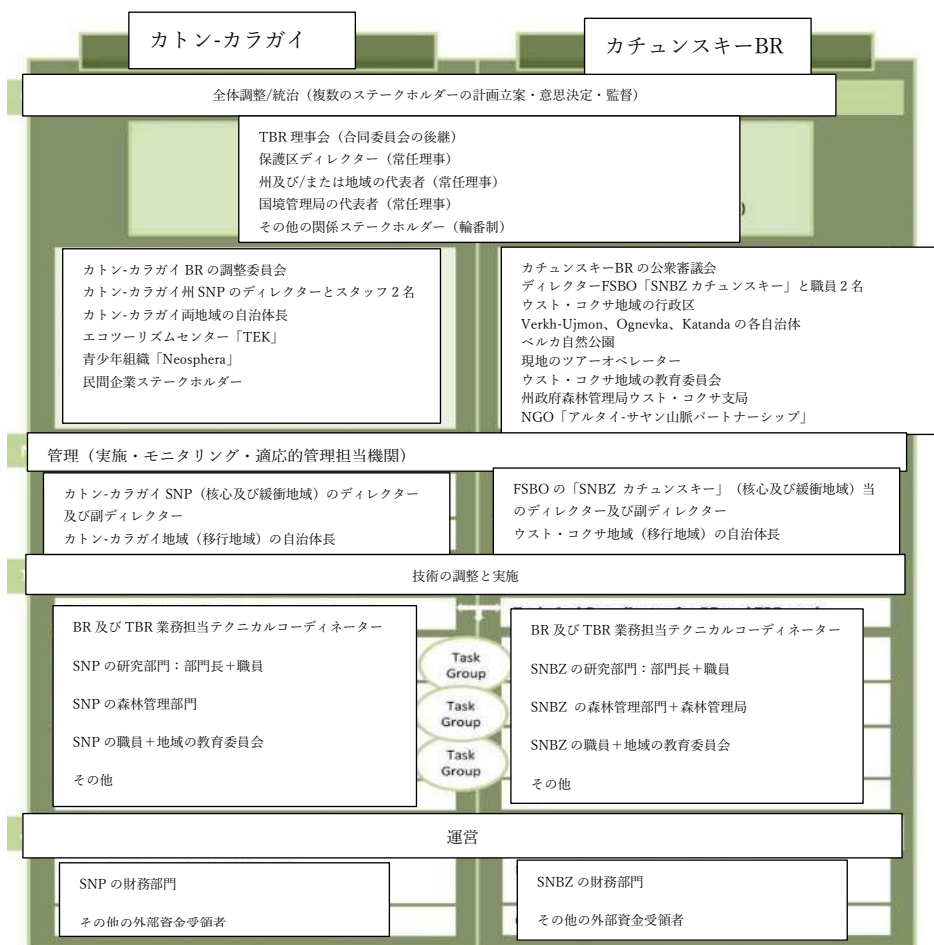 カトン-カラガイ
カチュンスキーBR
全体調整/統治（複数のステークホルダーの計画立案・意思決定・監督）
TBR 理事会（合同委員会の後継）
保護区ディレクター（常任理事）
州及び/または地域の代表者（常任理事）
国境管理局の代表者（常任理事）
その他の関係ステークホルダー（輪番制）
カトン-カラガイ BR の調整委員会
カトン-カラガイ州 SNP のディレクターとスタッフ 2 名
カトン-カラガイ両地域の自治体長
エコツーリズムセンター「TEK」
青少年組織「Neosphera」
民間企業ステークホルダー
カチュンスキーBR の公衆審議会
ディレクターFSBO「SNBZ カチュンスキー」と職員 2 名
ウスト・コクサ地域の行政区
Verkh-Ujmon、Ognevka、Katanda の各自治体
ベルカ自然公園
現地のツアーオペレーター
ウスト・コクサ地域の教育委員会
州政府森林管理局ウスト・コクサ支局
NGO「アルタイ-サヤン山脈パートナーシップ」
管理（実施・モニタリング・適応的管理担当機関）
カトン-カラガイ SNP（核心及び緩衝地域）のディレクター
及び副ディレクター
カトン-カラガイ地域（移行地域）の自治体長
FSBO の「SNBZ カチュンスキー」（核心及び緩衝地域）当
のディレクター及び副ディレクター
ウスト・コクサ地域（移行地域）の自治体長
技術の調整と実施
BR 及び TBR 業務担当テクニカルコーディネーター
SNP の研究部門：部門長＋職員
SNP の森林管理部門
SNP の職員＋地域の教育委員会
その他
Task
Group
Task
Group
Task
Group
BR 及び TBR 業務担当テクニカルコーディネーター
SNBZ の研究部門：部門長＋職員
SNBZ の森林管理部門＋森林管理局
SNBZ の職員＋地域の教育委員会
その他
運営
SNP の財務部門
その他の外部資金受領者
SNBZ の財務部門
その他の外部資金受領者